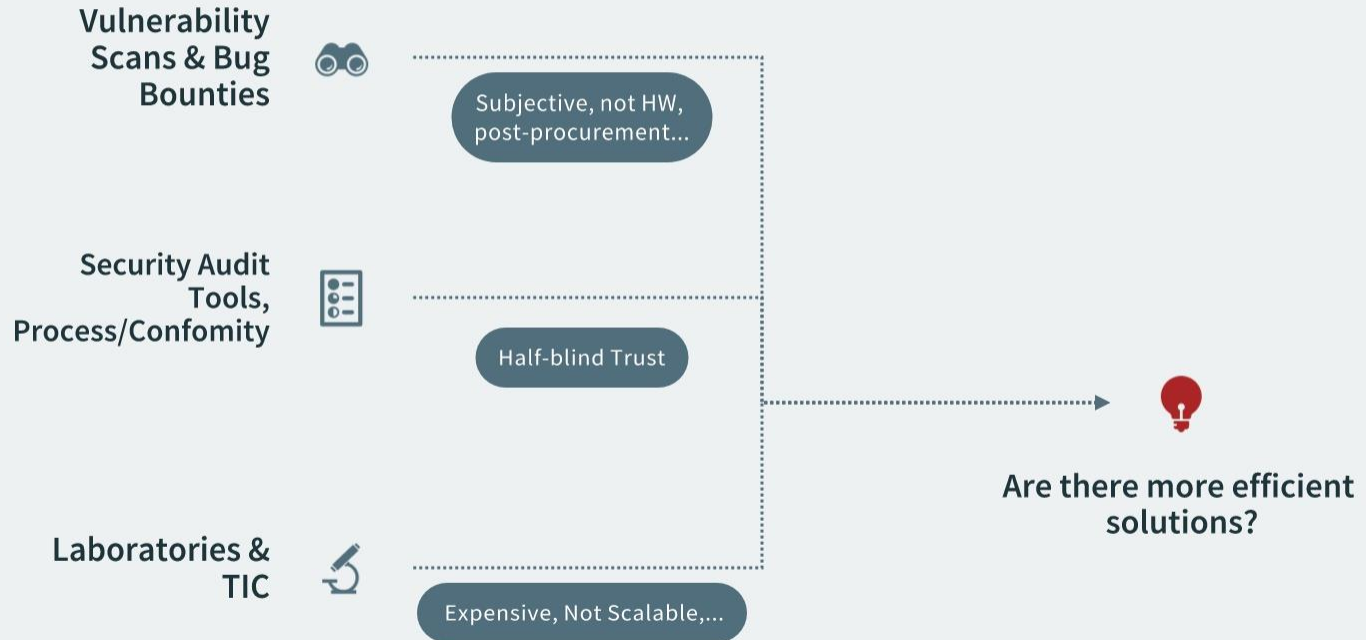 Vulnerability
Scans & Bug
Bounties
Subjective, not HW,
post-procurement...
Security Audit
Tools,
Process/Confomity
Half-blind Trust
Laboratories &
TIC
Expensive, Not Scalable,...
Are there more efficient
solutions?